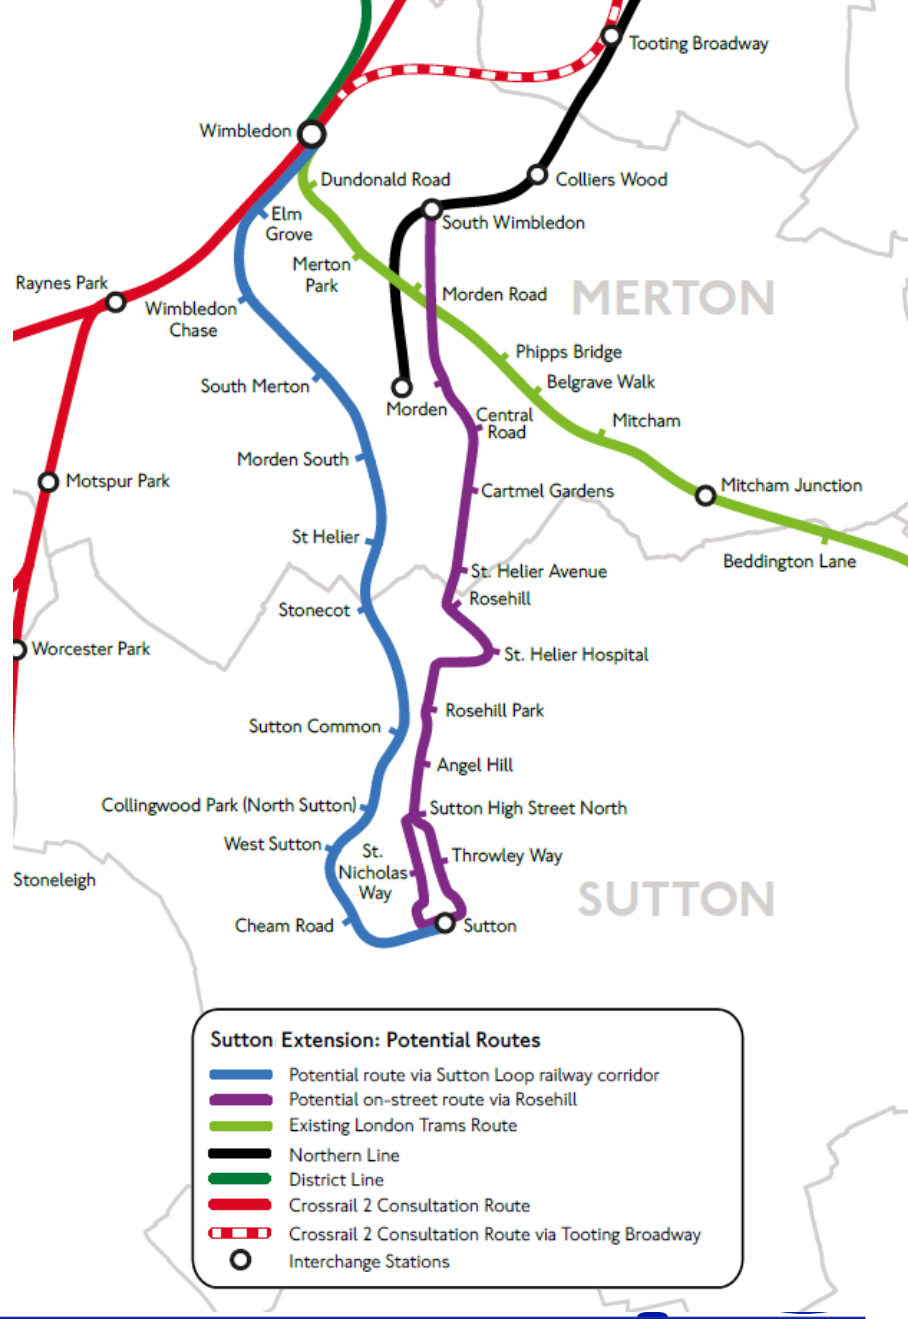 Tooting Broadway
Wimbledon
Dundonald Road
Colliers Wood
Elm
Grove
South Wimbledon
Merton
Park
Raynes Park
Morden Road
MERTON
Wimbledon
Chase
Phipps Bridge
South Merton
Belgrave Walk
Morden
Central
Road
Mitcham
Morden South
Motspur Park
Cartmel Gardens
Mitcham Junction
St Helier
Beddington Lane
St. Helier Avenue
Rosehill
Stonecot
Worcester Park
St. Helier Hospital
Rosehill Park
Sutton Common
Angel Hill
Collingwood Park (North Sutton)
Sutton High Street North
West Sutton
St.
Nicholas
Way
Throwley Way
Stoneleigh
SUTTON
Cheam Road
Sutton
Sutton Extension: Potential Routes
Potential route via Sutton Loop railway corridor
Potential on-street route via Rosehill
Existing London Trams Route
Northern Line
District Line
Crossrail 2 Consultation Route
Crossrail 2 Consultation Route via Tooting Broadway
Interchange Stations